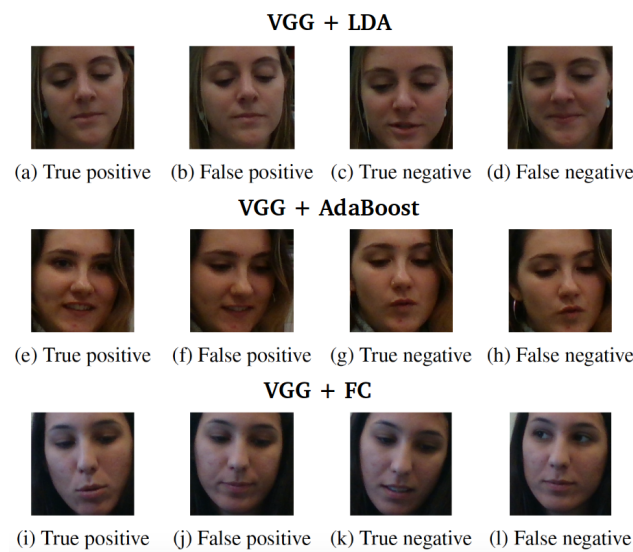 VGG + LDA
(a) True positive (b) False positive (c) True negative (d) False negative
VGG + AdaBoost
(e) True positive (f) False positive (g) True negative (h) False negative
VGG + FC
(i) True positive (j) False positive (k) True negative (l) False negative